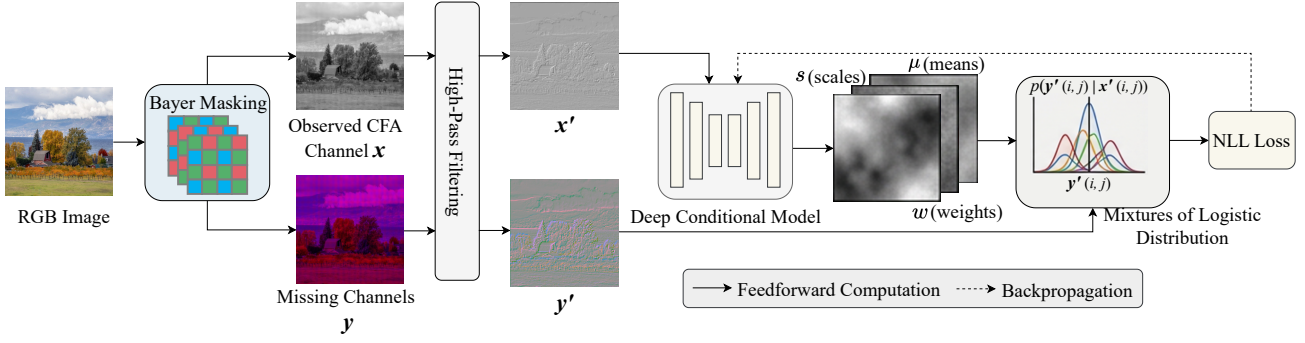 RGB Image
Bayer Masking
Observed CFA
Channel x
Missing Channels
y
High-Pass Filtering
x′
y′
Deep Conditional Model
s (scales)
μ (means)
w (weights)
p(y′(i, j) | x′(i, j))
y′(i, j)
Mixtures of Logistic
Distribution
NLL Loss
Feedforward Computation
Backpropagation